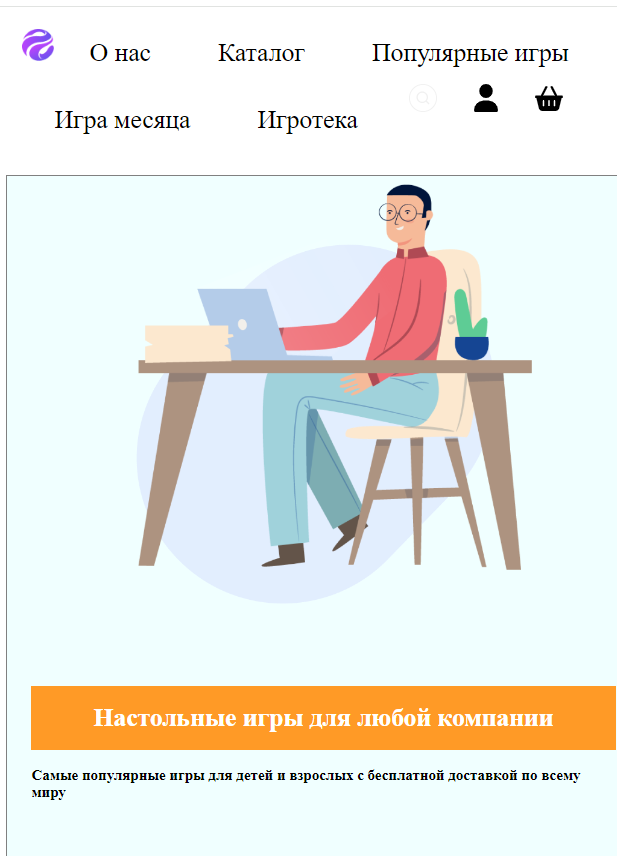 О нас Каталог Популярные игры
Игра месяца Игротека
Настольные игры для любой компании
Самые популярные игры для детей и взрослых с бесплатной доставкой по всему
миру